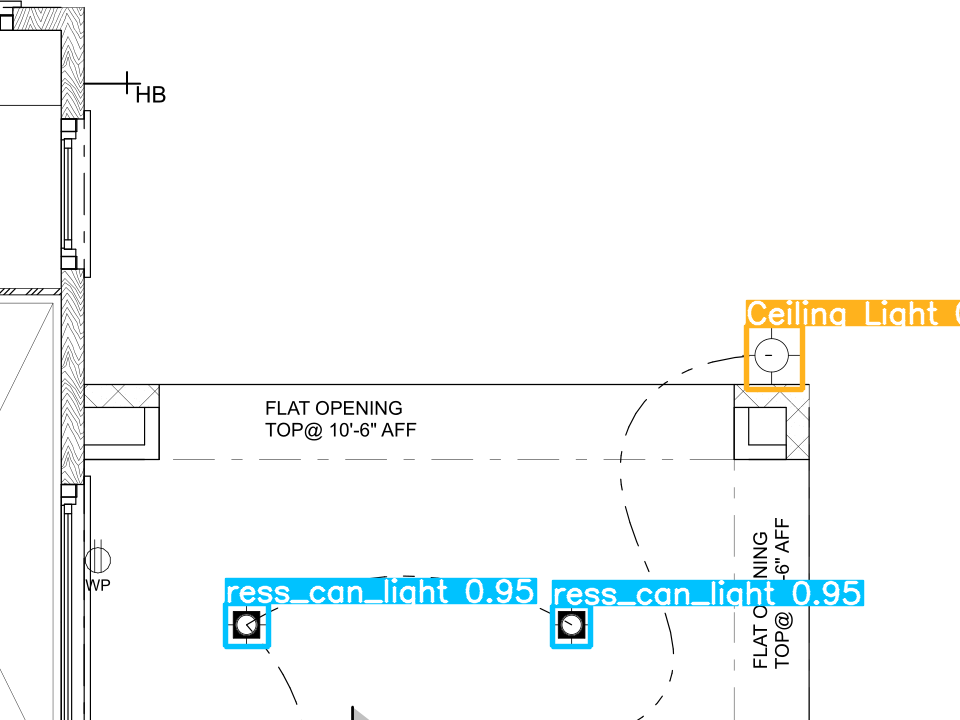 HB
Ceiling Light
FLAT OPENING
TOP@ 10'-6" AFF
WP
ress_can_light 0.95
ress_can_light 0.95
FLAT O NING
TOP@ -6" AFF